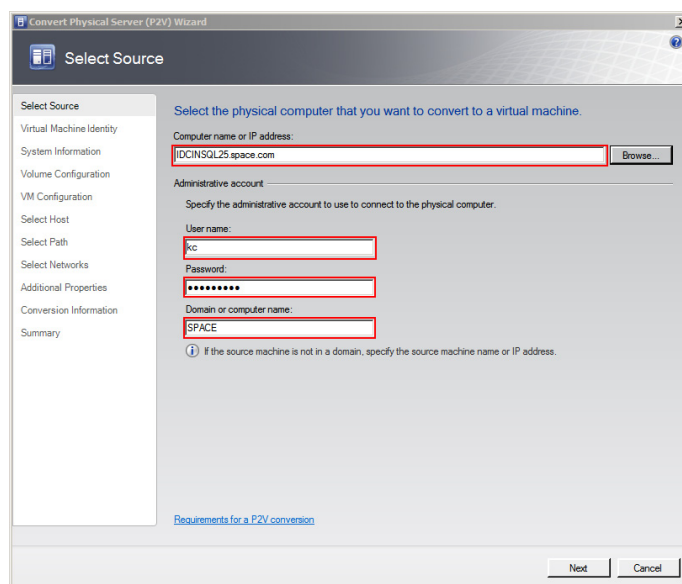 Convert Physical Server (P2V) Wizard
Select Source
Select Source
Virtual Machine Identity
System Information
Volume Configuration
VM Configuration
Select Host
Select Path
Select Networks
Additional Properties
Conversion Information
Summary
Select the physical computer that you want to convert to a virtual machine.
Computer name or IP address:
IDCINSQL25.space.com
Browse...
Administrative account
Specify the administrative account to use to connect to the physical computer.
User name:
kc
Password:
•••••••••
Domain or computer name:
SPACE
If the source machine is not in a domain, specify the source machine name or IP address.
Requirements for a P2V conversion
Next
Cancel